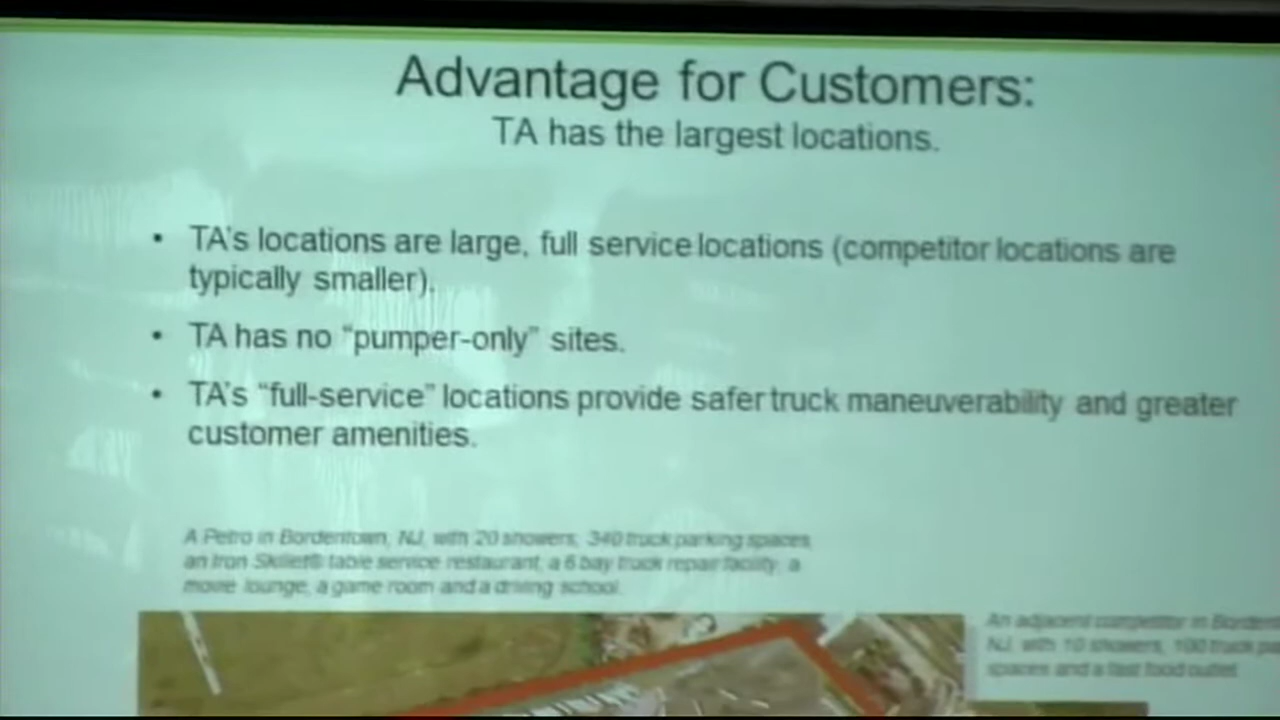 Advantage for Customers:
TA has the largest locations.
• TA's locations are large, full service locations (competitor locations are
typically smaller).
• TA has no “pumper-only” sites.
• TA's “full-service” locations provide safer truck maneuverability and greater
customer amenities.
A Petro in Bordentown, NJ, with 20 showers, 340 truck parking spaces,
an Iron Skillet® table service restaurant, a 6 bay truck repair facility, a
movie lounge, a game room and a driving school.
An adjacent competitor in
NJ, with 10 showers, 100 truck
spaces and a fast food outlet.